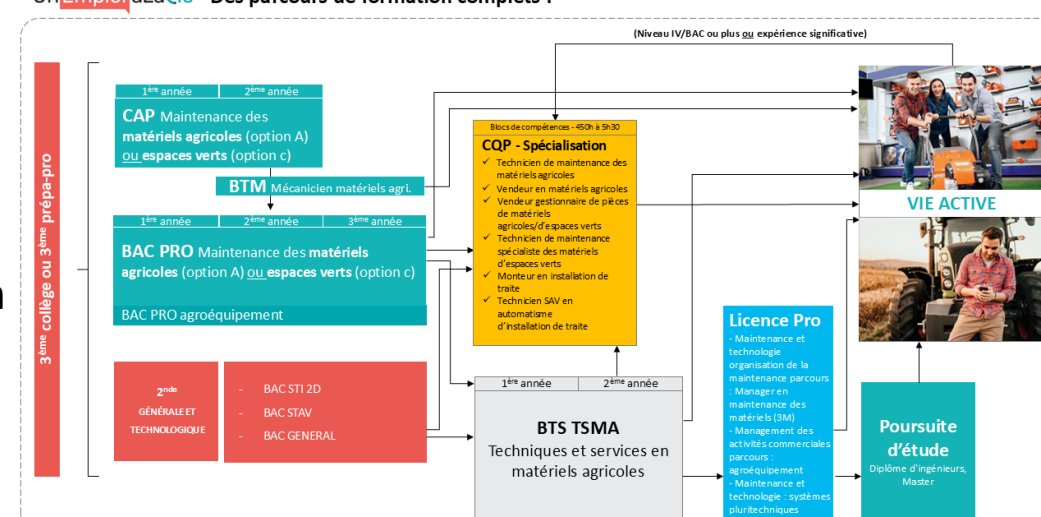 Des parcours de formation complets !
(Niveau IV/BAC ou plus ou expérience significative)
3ème collège ou 3ème prépa-pro
1ère année 2ème année
CAP Maintenance des
matériels agricoles (option A)
ou espaces verts (option c)
BTM Mécanicien matériels agri.
1ère année 2ème année 3ème année
BAC PRO Maintenance des matériels
agricoles (option A) ou espaces verts (option c)
BAC PRO agroéquipement
2nde
GÉNÉRALE ET
TECHNOLOGIQUE
- BAC STI 2D
- BAC STAV
- BAC GENERAL
Blocs de compétences - 450h à 5h30
CQP - Spécialisation
✓ Technicien de maintenance des
matériels agricoles
✓ Vendeur en matériels agricoles
✓ Vendeur gestionnaire de pièces
de matériels
agricoles/d'espaces verts
✓ Technicien de maintenance
spécialiste des matériels
d'espaces verts
✓ Monteur en installation de
traite
✓ Technicien SAV en
automatisme
d'installation de traite
1ère année 2ème année
BTS TSMA
Techniques et services en
matériels agricoles
Licence Pro
- Maintenance et
technologie
organisation de la
maintenance parcours
: Manager en
maintenance des
matériels (3M)
- Management des
activités commerciales
parcours :
agroéquipement
- Maintenance et
technologie : systèmes
pluritechniques
VIE ACTIVE
Poursuite
d'étude
Diplôme d'ingénieurs,
Master